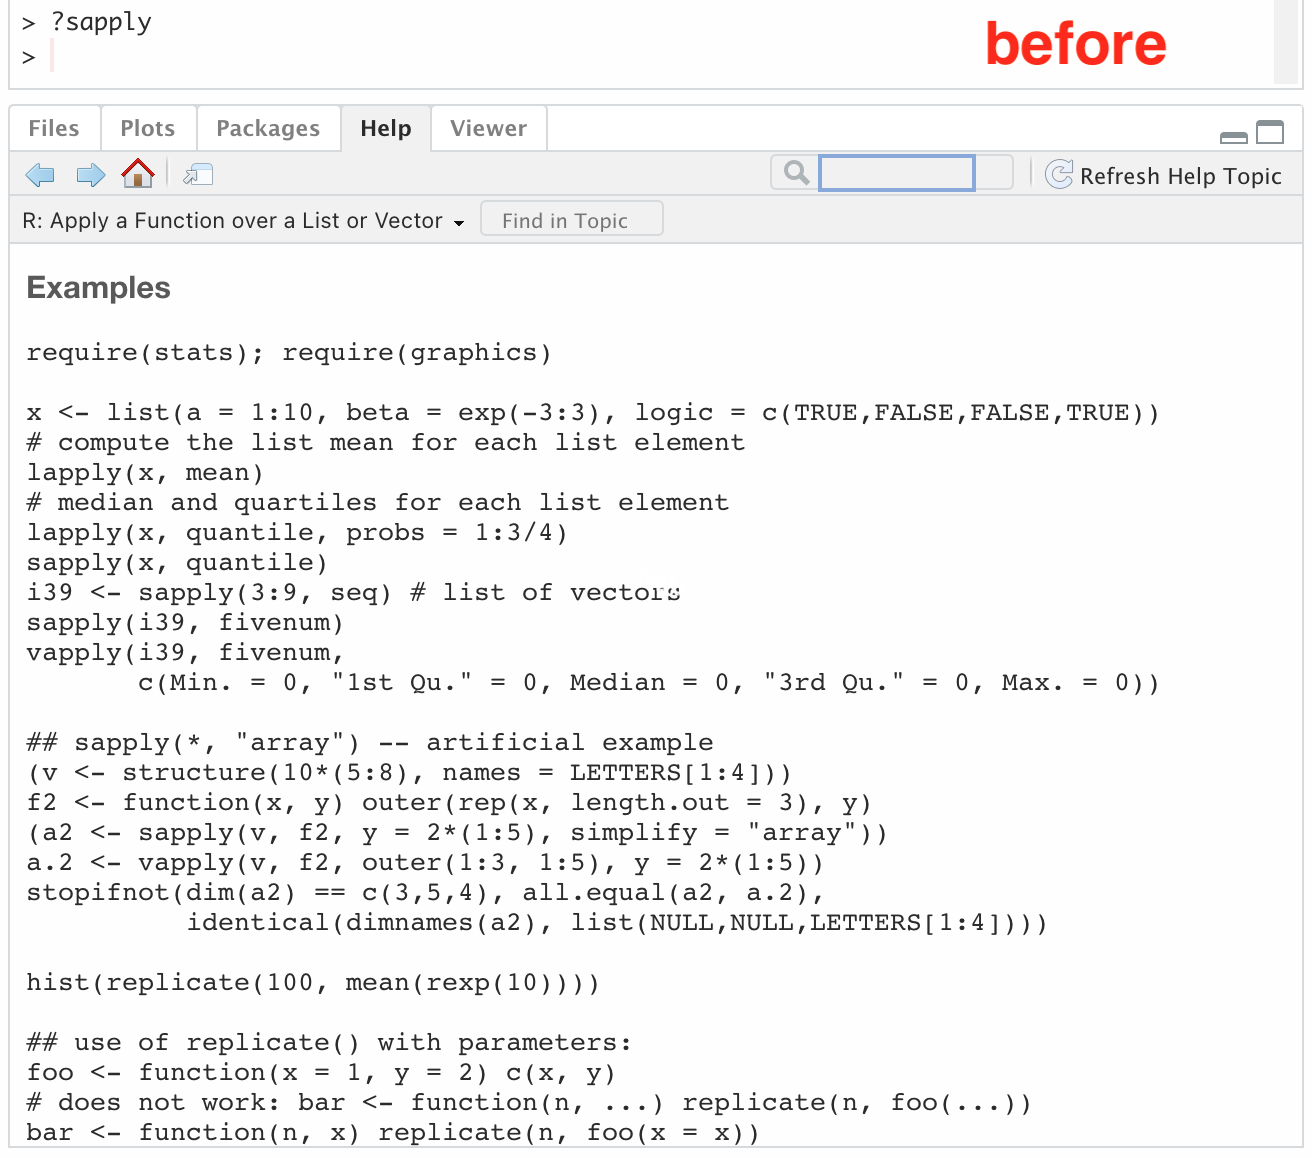 > ?sapply
before
>
Files Plots Packages Help Viewer
Refresh Help Topic
R: Apply a Function over a List or Vector Find in Topic
Examples
require(stats); require(graphics)
x <- list(a = 1:10, beta = exp(-3:3), logic = c(TRUE,FALSE,FALSE,TRUE))
# compute the list mean for each list element
lapply(x, mean)
# median and quartiles for each list element
lapply(x, quantile, probs = 1:3/4)
sapply(x, quantile)
i39 <- sapply(3:9, seq) # list of vectors
sapply(i39, fivenum)
vapply(i39, fivenum,
       c(Min. = 0, "1st Qu." = 0, Median = 0, "3rd Qu." = 0, Max. = 0))
## sapply(*, "array") -- artificial example
(v <- structure(10*(5:8), names = LETTERS[1:4]))
f2 <- function(x, y) outer(rep(x, length.out = 3), y)
(a2 <- sapply(v, f2, y = 2*(1:5), simplify = "array"))
a.2 <- vapply(v, f2, outer(1:3, 1:5), y = 2*(1:5))
stopifnot(dim(a2) == c(3,5,4), all.equal(a2, a.2),
          identical(dimnames(a2), list(NULL,NULL,LETTERS[1:4])))
hist(replicate(100, mean(rexp(10))))
## use of replicate() with parameters:
foo <- function(x = 1, y = 2) c(x, y)
# does not work: bar <- function(n, ...) replicate(n, foo(...))
bar <- function(n, x) replicate(n, foo(x = x))